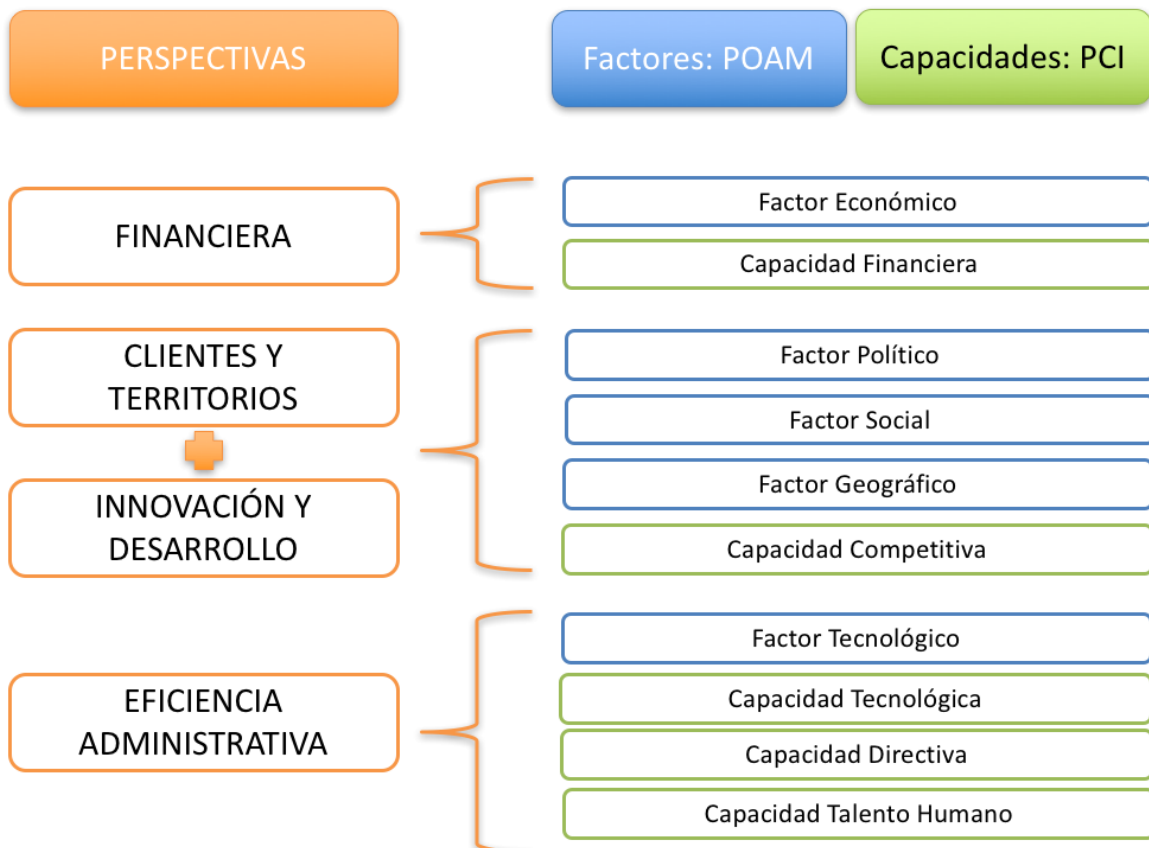 PERSPECTIVAS
Factores: POAM
Capacidades: PCI
FINANCIERA
Factor Económico
Capacidad Financiera
CLIENTES Y
TERRITORIOS
INNOVACIÓN Y
DESARROLLO
Factor Político
Factor Social
Factor Geográfico
Capacidad Competitiva
EFICIENCIA
ADMINISTRATIVA
Factor Tecnológico
Capacidad Tecnológica
Capacidad Directiva
Capacidad Talento Humano